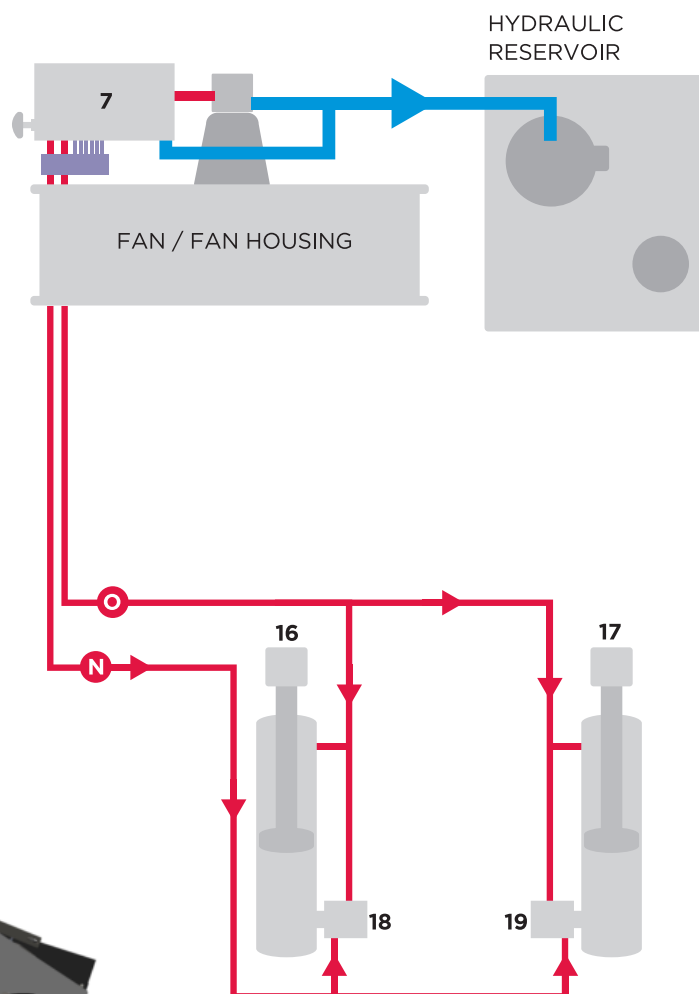 HYDRAULIC
RESERVOIR
7
FAN / FAN HOUSING
O
16
17
N
18
19